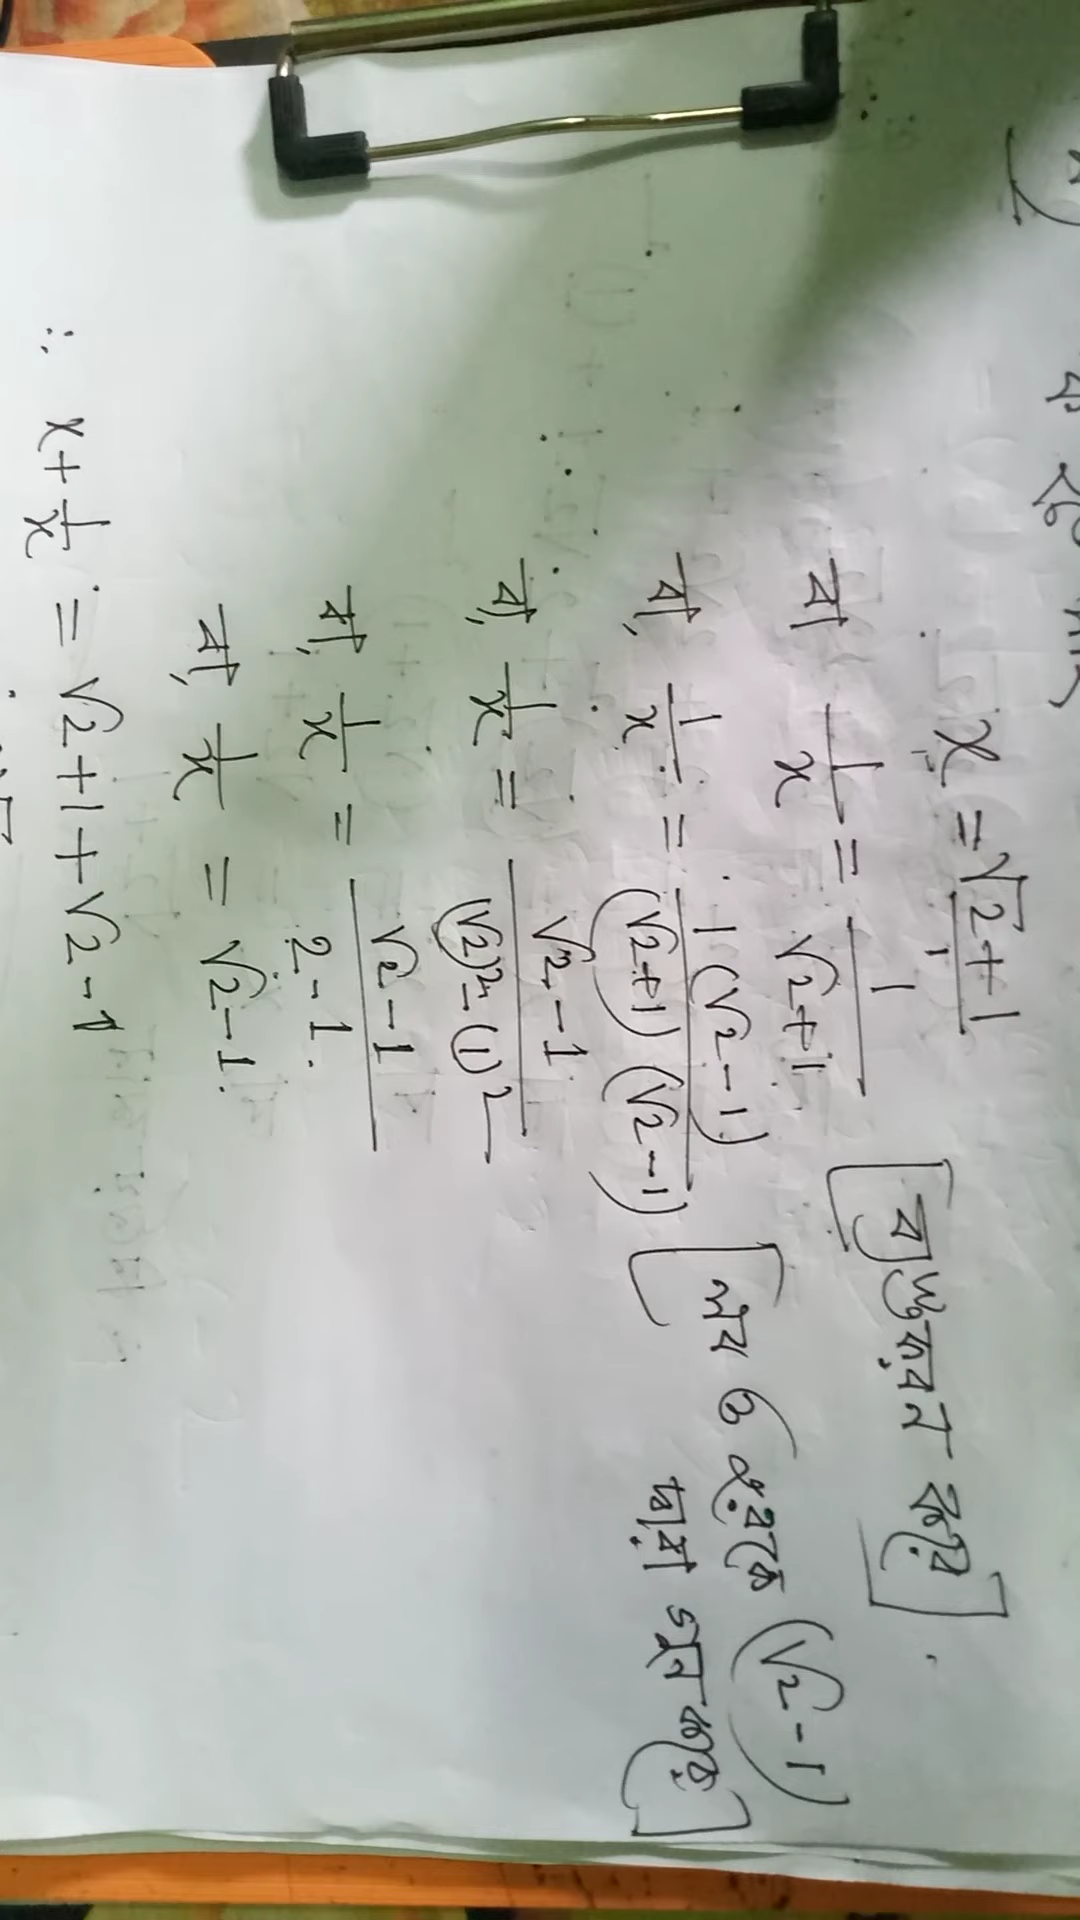 ক হতে পাই
x = √2+1/1
বা 1/x = 1/√2+1 [ব্যস্তকরন করে]
বা, 1/x = 1(√2-1)/(√2+1)(√2-1) [লব ও হরকে (√2-1)
দ্বারা গুন করে]
বা, 1/x = √2-1/(√2)²-(1)²
বা, 1/x = √2-1/2-1.
বা, 1/x = √2-1.
∴ x+1/x = √2+1+√2-1